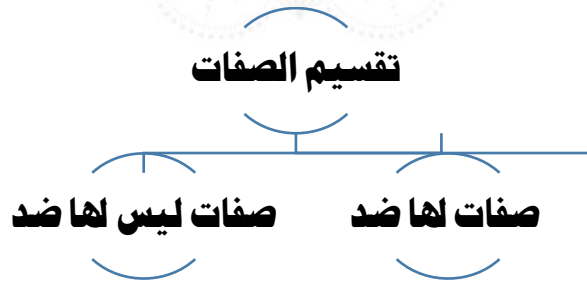 تقسيم الصفات
صفات لها ضد
صفات ليس لها ضد